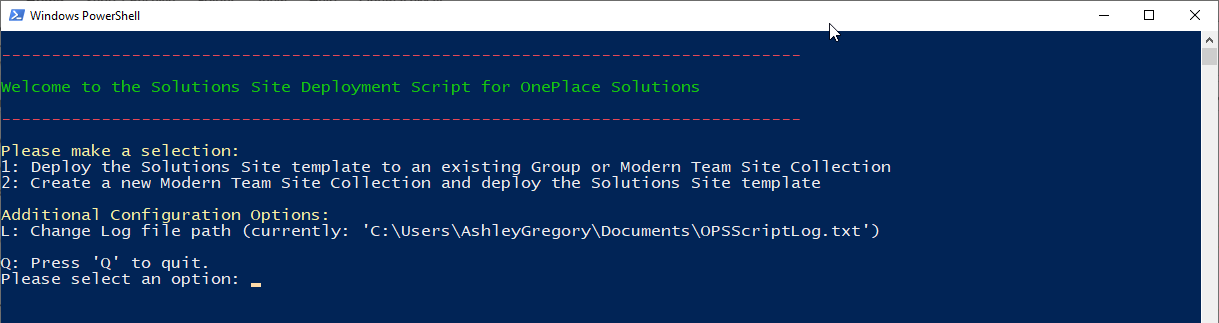 Windows PowerShell
--------------------------------------------------------------------------------
Welcome to the Solutions Site Deployment Script for OnePlace Solutions
--------------------------------------------------------------------------------
Please make a selection:
1: Deploy the Solutions Site template to an existing Group or Modern Team Site Collection
2: Create a new Modern Team Site Collection and deploy the Solutions Site template
Additional Configuration Options:
L: Change Log file path (currently: 'C:\Users\AshleyGregory\Documents\OPSScriptLog.txt')
Q: Press 'Q' to quit.
Please select an option: _